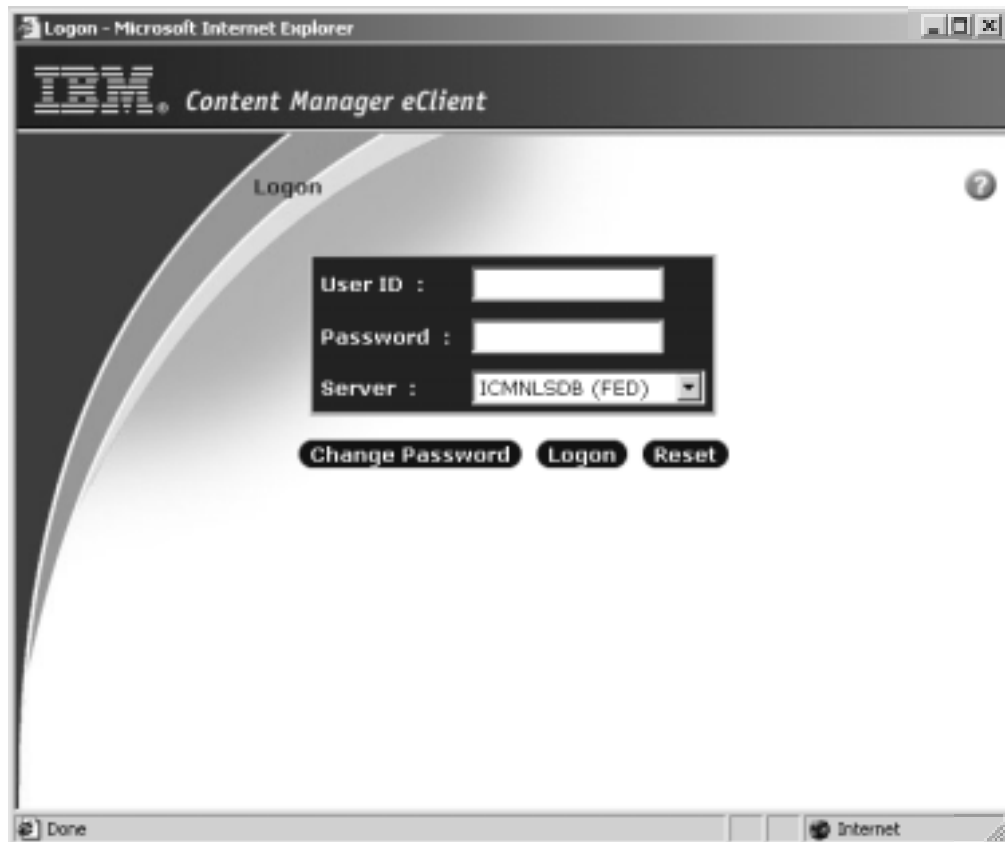 Logon - Microsoft Internet Explorer
IBM® Content Manager eClient
Logon
?
User ID :
Password :
Server : ICMNLSDB (FED)
Change Password Logon Reset
Done Internet